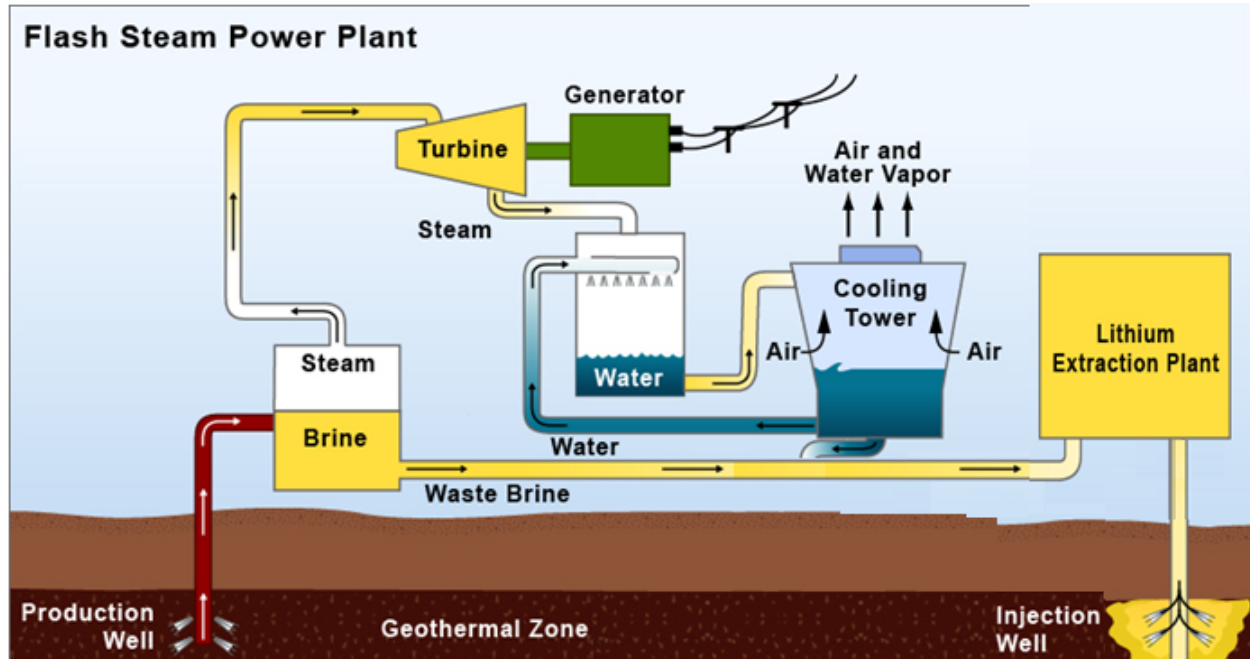 Flash Steam Power Plant
Generator
Turbine
Air and
Water Vapor
Steam
Cooling
Tower
Lithium
Extraction Plant
Air
Air
Steam
Water
Brine
Water
Waste Brine
Production
Well
Geothermal Zone
Injection
Well